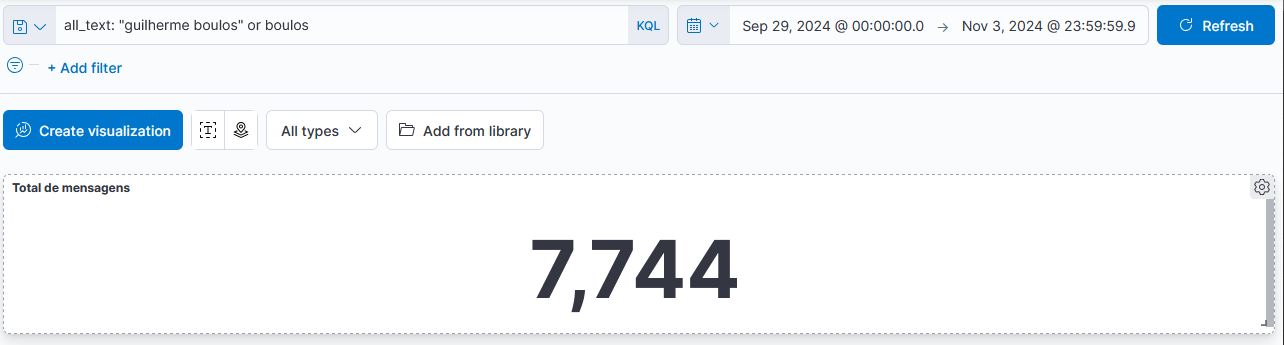 all_text: "guilherme boulos" or boulos KQL Sep 29, 2024 @ 00:00:00.0 → Nov 3, 2024 @ 23:59:59.9 Refresh
+ Add filter
Create visualization T All types Add from library
Total de mensagens
7,744